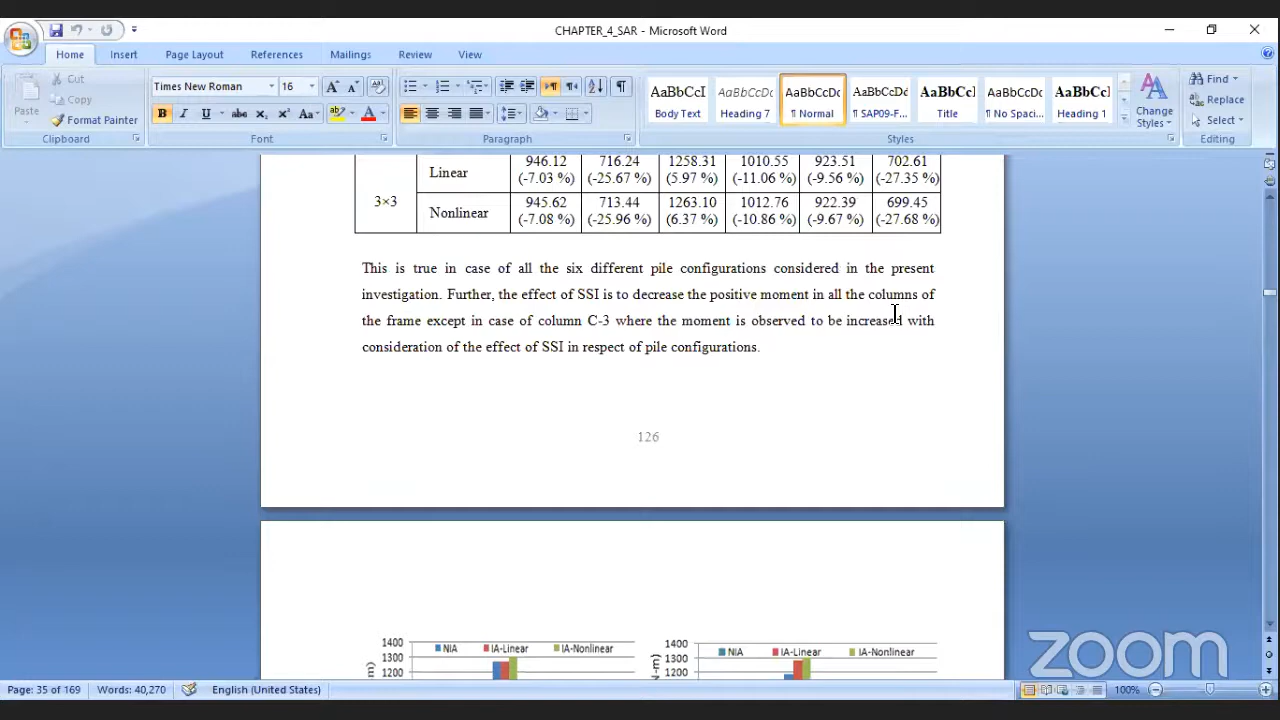 CHAPTER_4_SAR - Microsoft Word
Home Insert Page Layout References Mailings Review View
Paste
Cut
Copy
Format Painter
Clipboard
Times New Roman 16
B I U abe X₂ X² Aa ab A
Font
Paragraph
AaBbCcI AaBbCcDc AaBbCcDc AaBbCcDc AaBbCc AaBbCcDc AaBbCc
Body Text Heading 7 ¶ Normal ¶ SAP09-F... Title ¶ No Spaci... Heading 1
Change Styles
Styles
Find
Replace
Select
Editing
946.12 716.24 1258.31 1010.55 923.51 702.61
Linear
(-7.03 %) (-25.67 %) (5.97 %) (-11.06 %) (-9.56 %) (-27.35 %)
3×3
945.62 713.44 1263.10 1012.76 922.39 699.45
Nonlinear
(-7.08 %) (-25.96 %) (6.37 %) (-10.86 %) (-9.67 %) (-27.68 %)
This is true in case of all the six different pile configurations considered in the present
investigation. Further, the effect of SSI is to decrease the positive moment in all the columns of
the frame except in case of column C-3 where the moment is observed to be increased with
consideration of the effect of SSI in respect of pile configurations.
126
1400 NIA IA-Linear IA-Nonlinear
1300
1200
1400 NIA IA-Linear IA-Nonlinear
1300
1200
zoom
Page: 35 of 169 Words: 40,270 English (United States) 100%